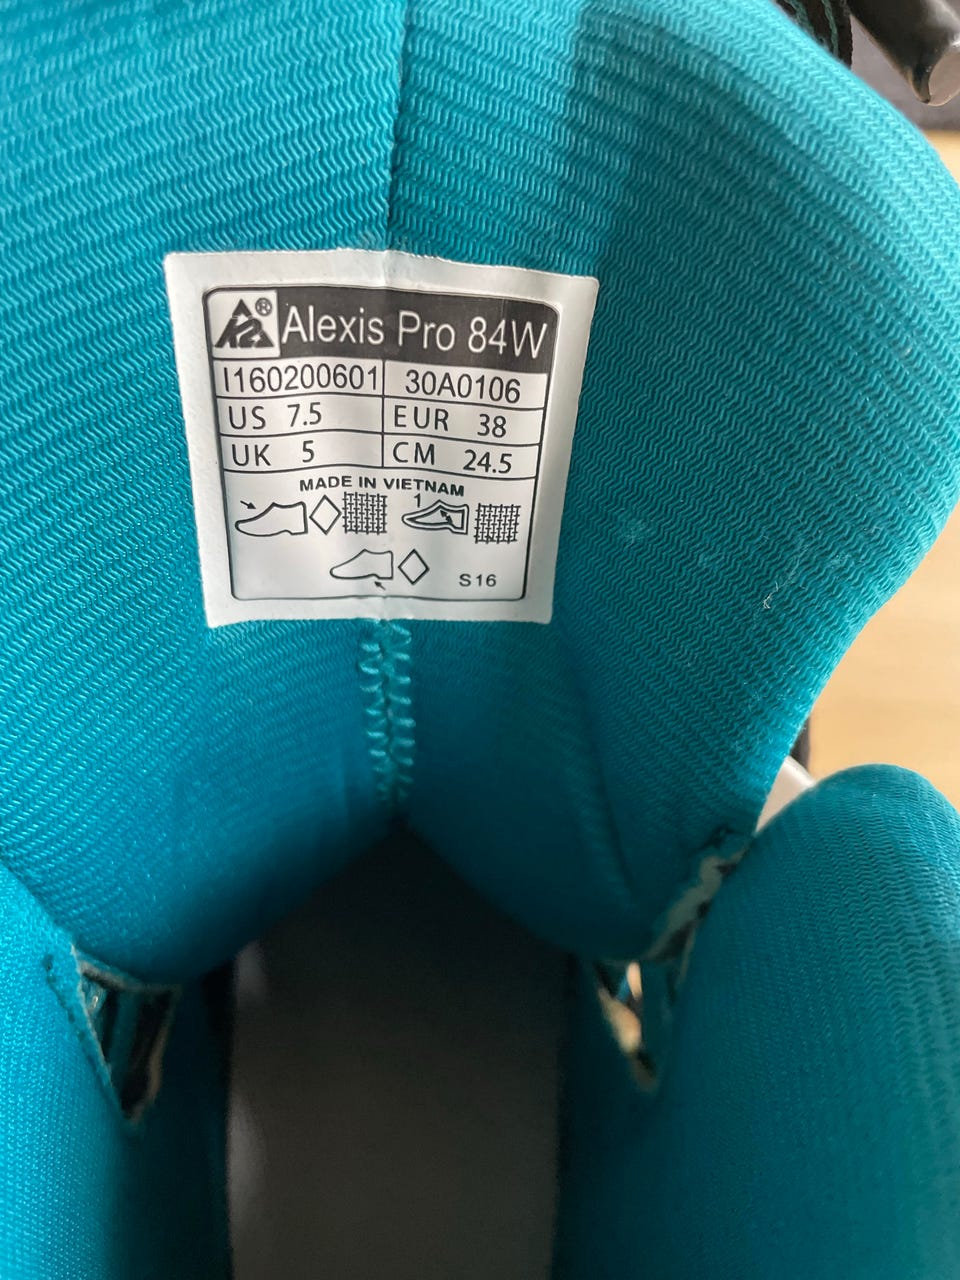 K2® Alexis Pro 84W
I160200601 30A0106
US 7.5 EUR 38
UK 5 CM 24.5
MADE IN VIETNAM
1
S16